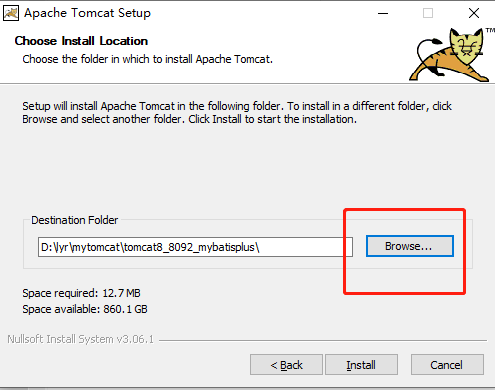 Apache Tomcat Setup
Choose Install Location
Choose the folder in which to install Apache Tomcat.
TM
Setup will install Apache Tomcat in the following folder. To install in a different folder, click
Browse and select another folder. Click Install to start the installation.
Destination Folder
D:\lyr\mytomcat\tomcat8_8092_mybatisplus\
Browse...
Space required: 12.7 MB
Space available: 860.1 GB
Nullsoft Install System v3.06.1
< Back
Install
Cancel